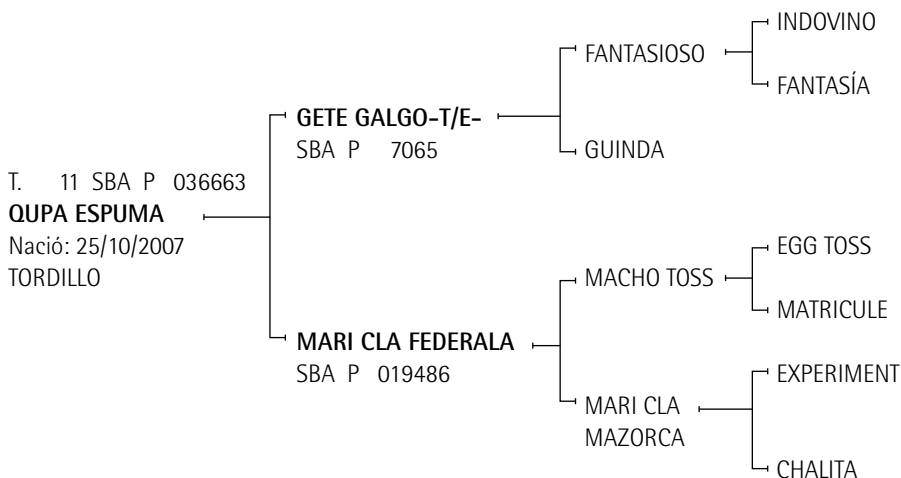 INDOVINO
FANTASIOSO
FANTASÍA
GETE GALGO-T/E-
SBA P 7065
GUINDA
T. 11 SBA P 036663
QUPA ESPUMA
Nació: 25/10/2007
TORDILLO
EGG TOSS
MACHO TOSS
MATRICULE
MARI CLA FEDERALA
SBA P 019486
EXPERIMENT
MARI CLA
MAZORCA
CHALITA